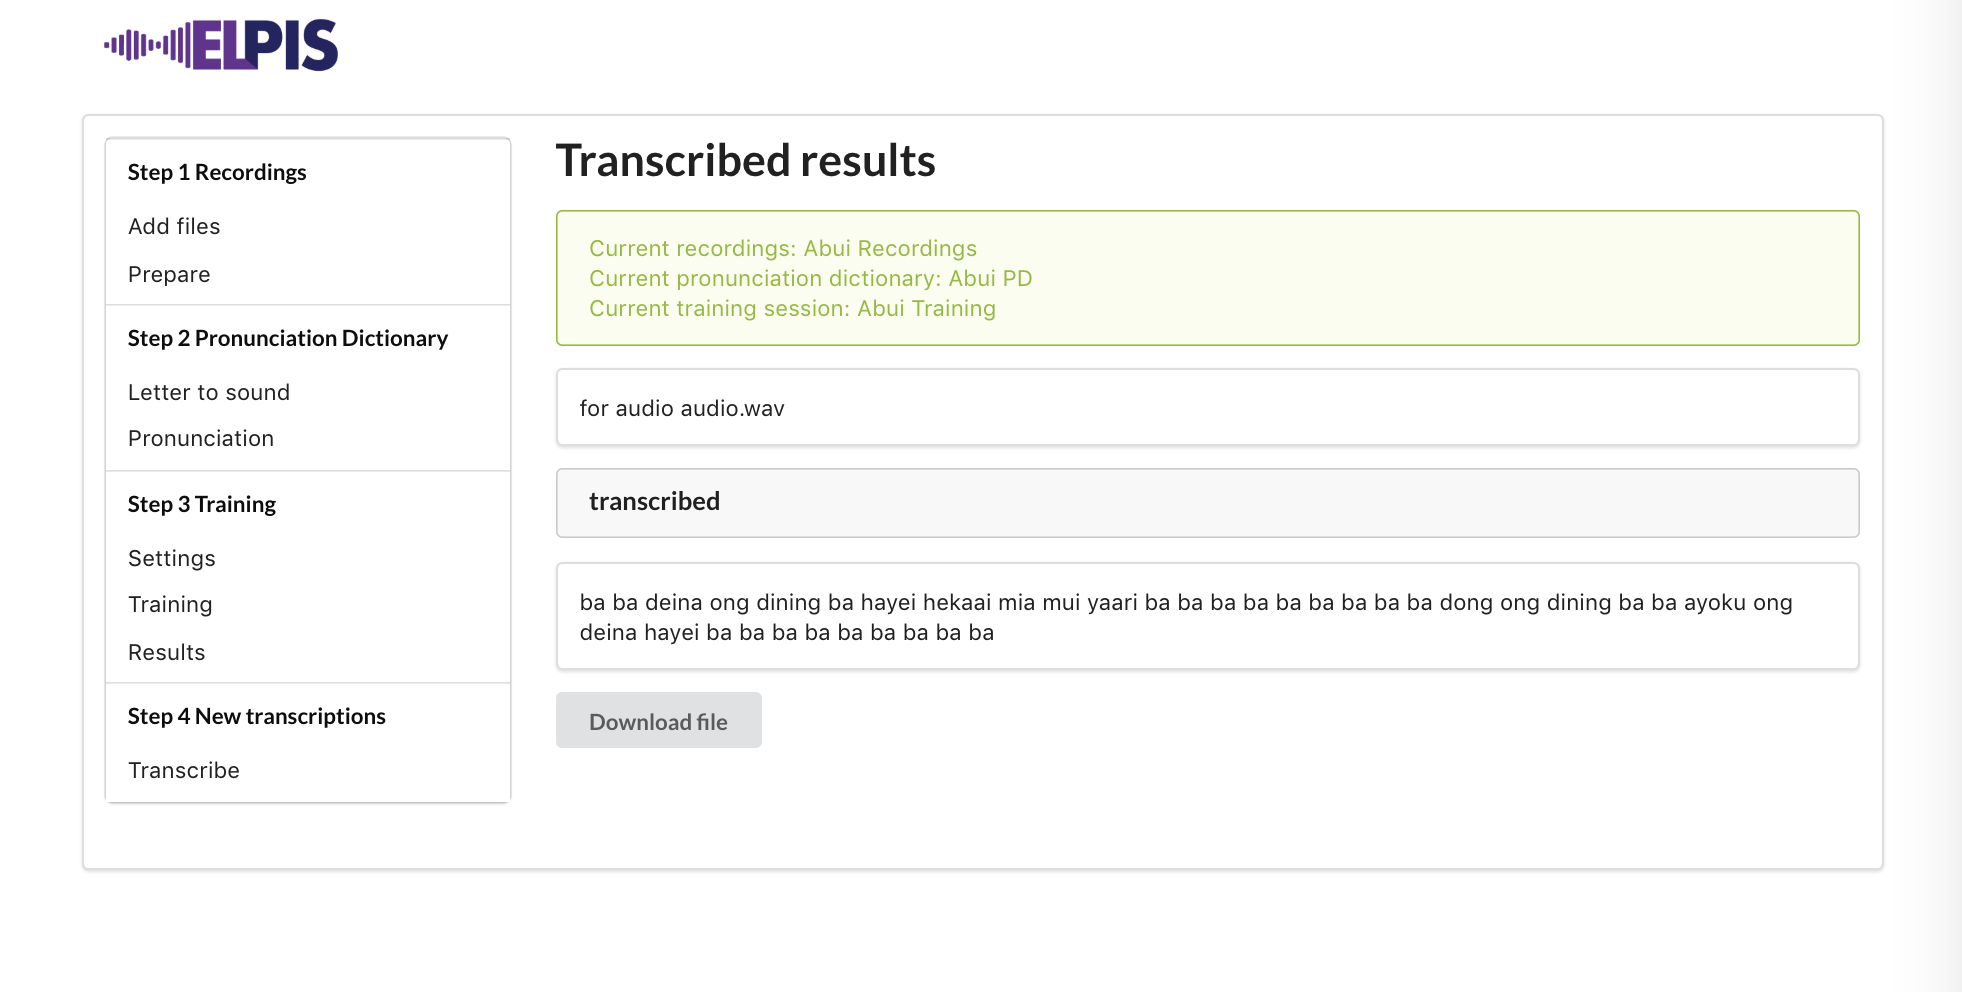 ELPIS
Step 1 Recordings
Add files
Prepare
Step 2 Pronunciation Dictionary
Letter to sound
Pronunciation
Step 3 Training
Settings
Training
Results
Step 4 New transcriptions
Transcribe
Transcribed results
Current recordings: Abui Recordings
Current pronunciation dictionary: Abui PD
Current training session: Abui Training
for audio audio.wav
transcribed
ba ba deina ong dining ba hayei hekaai mia mui yaari ba ba ba ba ba ba ba ba ba dong ong dining ba ba ayoku ong
deina hayei ba ba ba ba ba ba ba ba ba
Download file